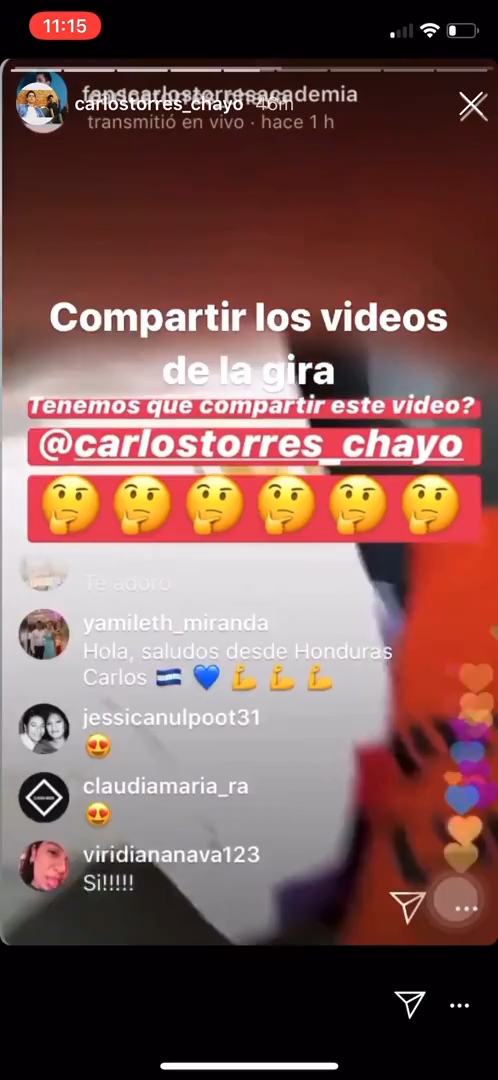 11:15
fanscarlostorresacademia
carlostorres_chayo 46m
transmitió en vivo · hace 1 h
Compartir los videos
de la gira
Tenemos que compartir este video?
@carlostorres_chayo
🤔🤔🤔🤔🤔🤔
Te adoro
yamileth_miranda
Hola, saludos desde Honduras
Carlos 🇭🇳 💙 💪 💪 💪
jessicanulpoot31
😍
claudiamaria_ra
😍
viridiananava123
Si!!!!!